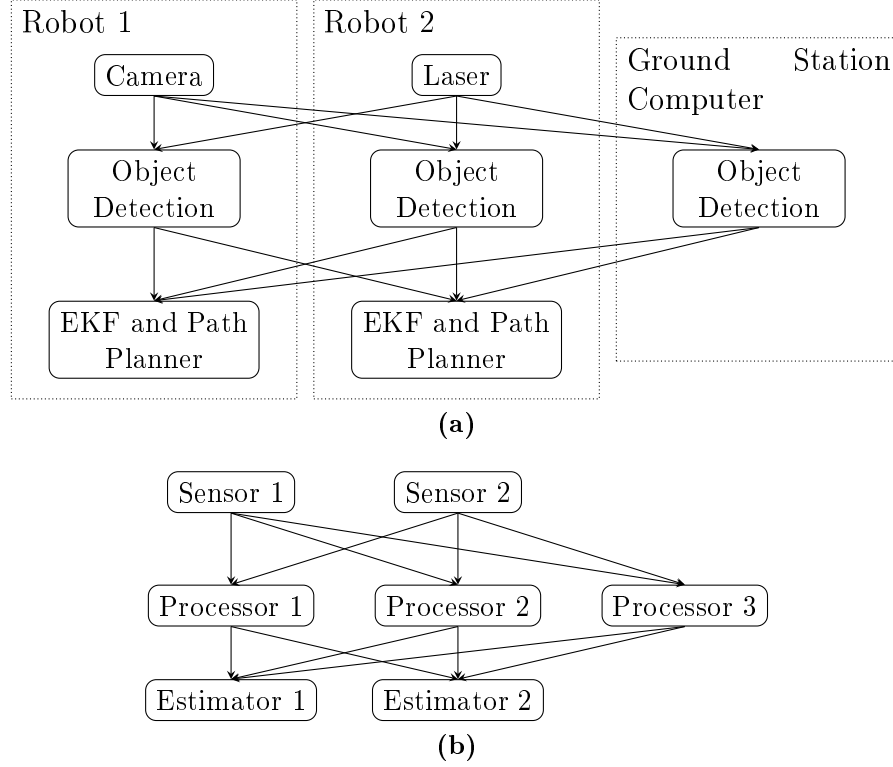 Robot 1
Robot 2
Ground Station
Computer
Camera
Laser
Object
Detection
Object
Detection
Object
Detection
EKF and Path
Planner
EKF and Path
Planner
(a)
Sensor 1
Sensor 2
Processor 1
Processor 2
Processor 3
Estimator 1
Estimator 2
(b)